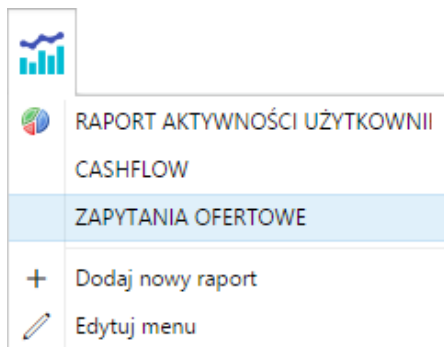 RAPORT AKTYWNOŚCI UŻYTKOWNII
CASHFLOW
ZAPYTANIA OFERTOWE
Dodaj nowy raport
Edytuj menu